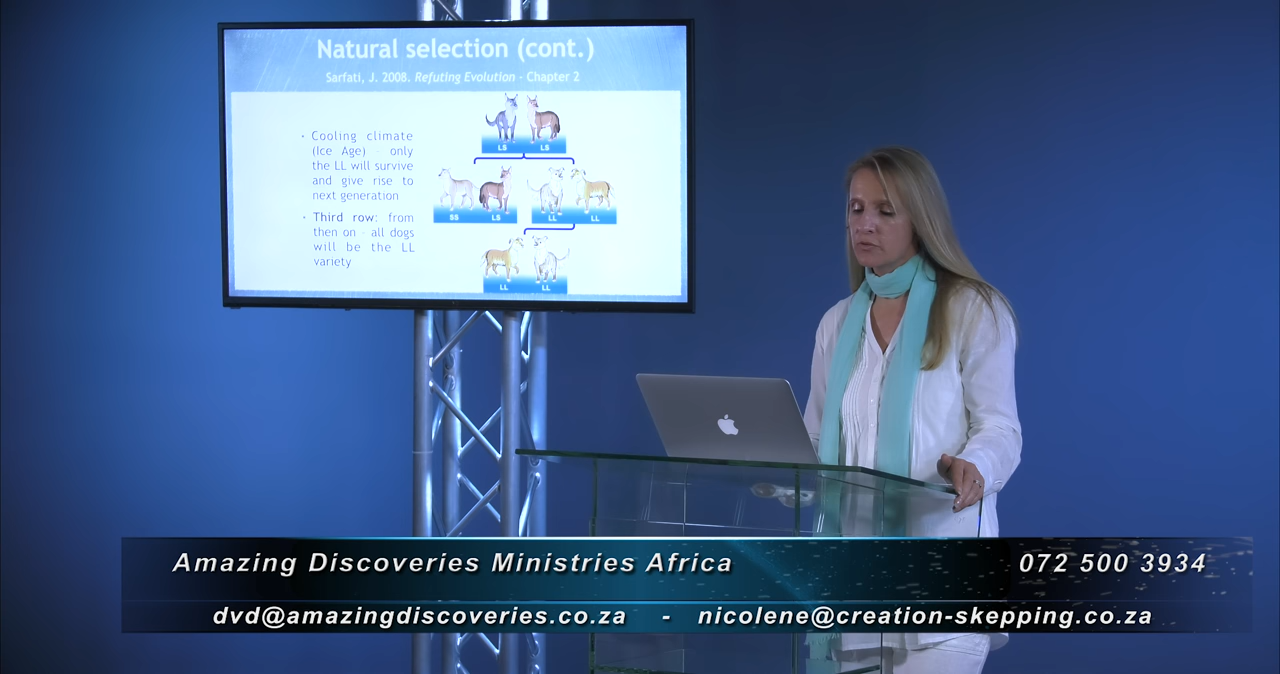 Natural selection (cont.)
Sarfati, J. 2008. Refuting Evolution - Chapter 2
• Cooling climate
(Ice Age) - only
the LL will survive
and give rise to
next generation
• Third row: from
then on - all dogs
will be the LL
variety
LS LS
SS LS LL LL
LL LL
Amazing Discoveries Ministries Africa 072 500 3934
dvd@amazingdiscoveries.co.za - nicolene@creation-skepping.co.za